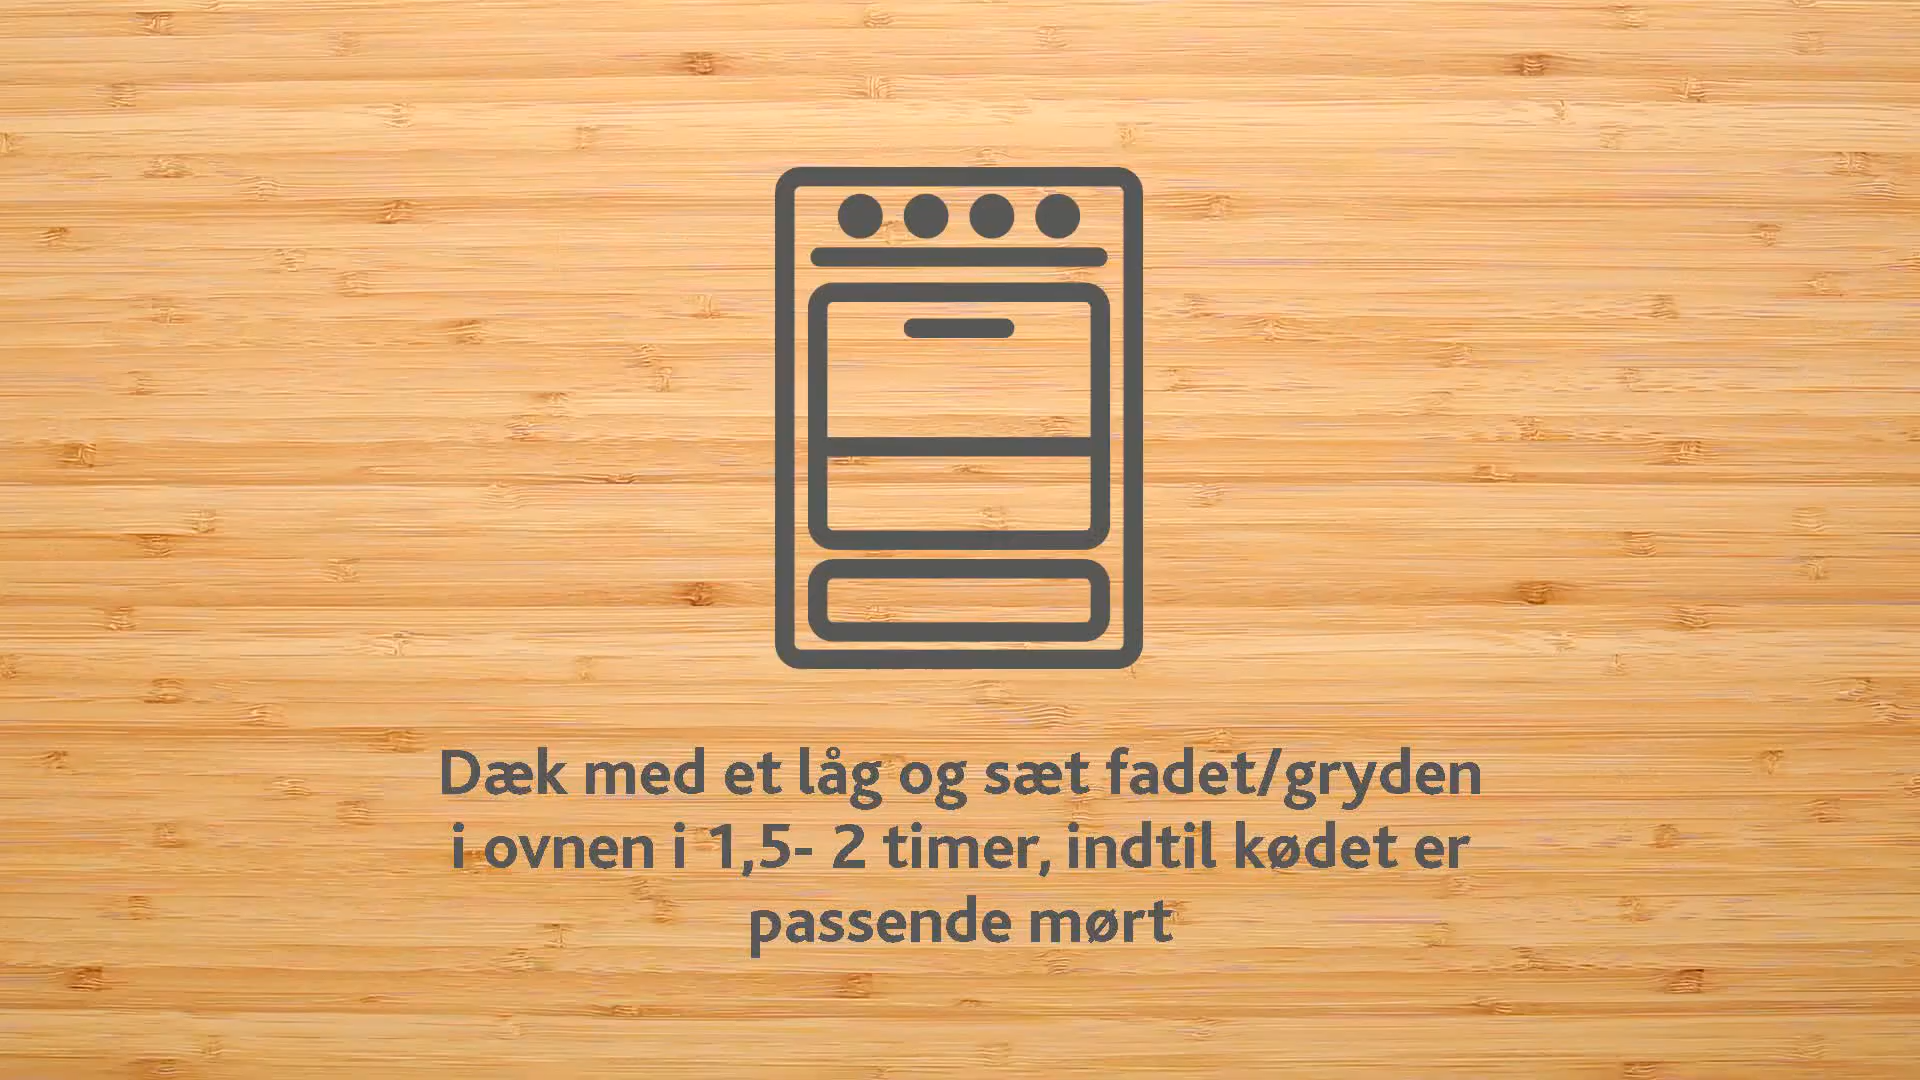 Dæk med et låg og sæt fadet/gryden
i ovnen i 1,5- 2 timer, indtil kødet er
passende mørt